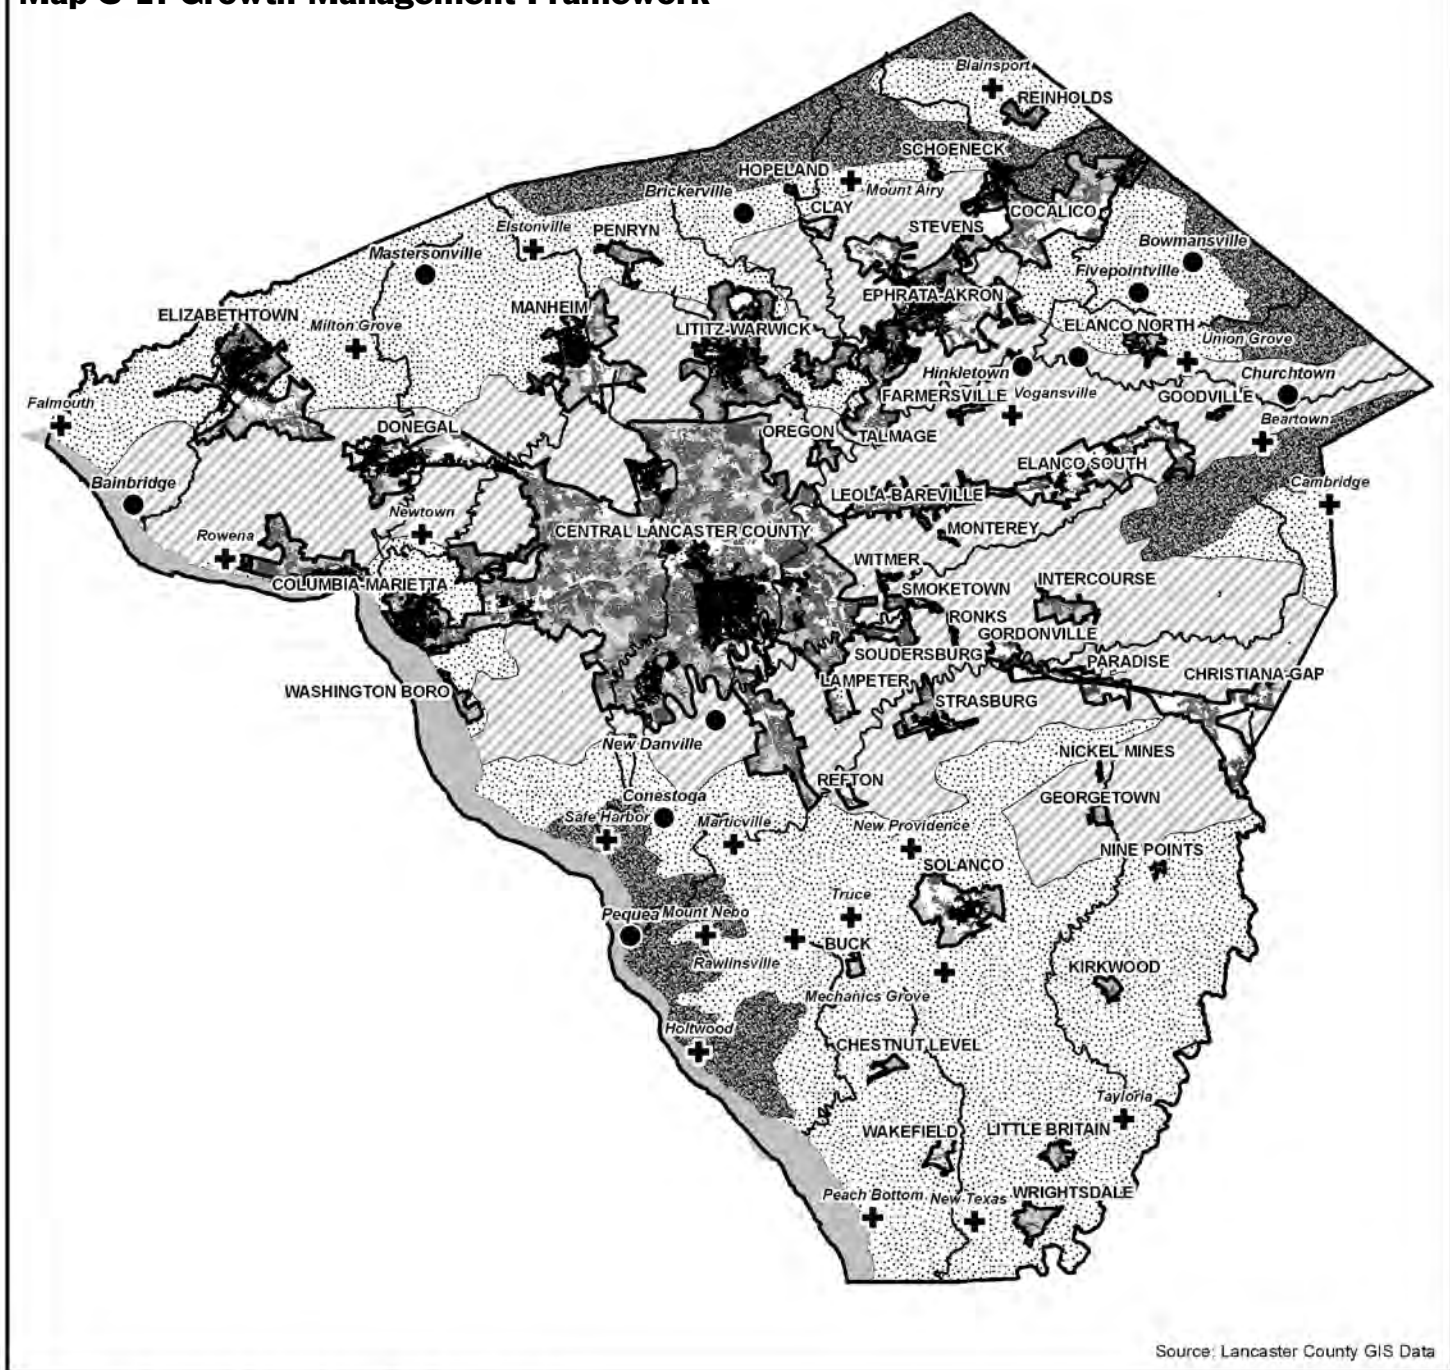 Blainsport
REINHOLDS
SCHOENECK
HOPELAND
Mount Airy
Brickerville
CLAY
COCALICO
Elstonville
PENRYN
STEVENS
Mastersonville
Bowmansville
Fivepointville
EPHRATA-AKRON
MANHEIM
ELIZABETHTOWN
Milton Grove
LITITZ-WARWICK
ELANCO NORTH
Union Grove
Hinkletown
Churchtown
FARMERSVILLE
Vogansville
GOODVILLE
Falmouth
Beartown
DONEGAL
OREGON
TALMAGE
ELANCO SOUTH
Bainbridge
Cambridge
LEOLA-BAREVILLE
Newtown
CENTRAL LANCASTER COUNTY
MONTEREY
Rowena
WITMER
COLUMBIA-MARIETTA
SMOKETOWN
INTERCOURSE
RONKS
GORDONVILLE
SOUDERSBURG
PARADISE
LAMPETER
CHRISTIANA-GAP
WASHINGTON BORO
STRASBURG
New Danville
NICKEL MINES
REFTON
Conestoga
GEORGETOWN
Safe Harbor
Marticville
New Providence
NINE POINTS
SOLANCO
Truce
Pequea
Mount Nebo
BUCK
Rawlinsville
KIRKWOOD
Mechanics Grove
Holtwood
CHESTNUT LEVEL
Tayloria
WAKEFIELD
LITTLE BRITAIN
Peach Bottom
New Texas
WRIGHTSDALE
Source: Lancaster County GIS Data